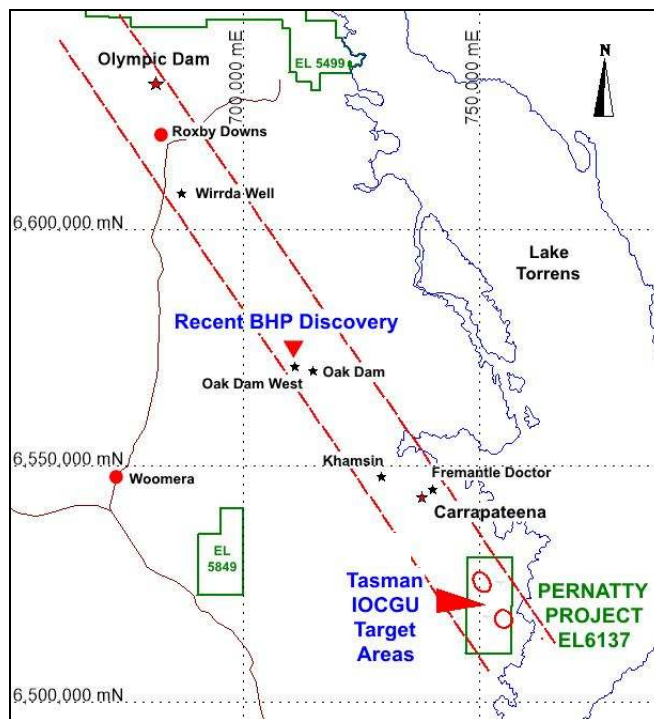 EL 5499
700,000 mE
750,000 mE
N
Olympic Dam
Roxby Downs
Wirrda Well
6,600,000 mN
Lake
Torrens
Recent BHP Discovery
Oak Dam West
Oak Dam
6,550,000 mN
Khamsin
Fremantle Doctor
Woomera
Carrapateena
EL
5849
Tasman
IOCGU
Target
Areas
PERNATTY
PROJECT
EL6137
6,500,000 mN